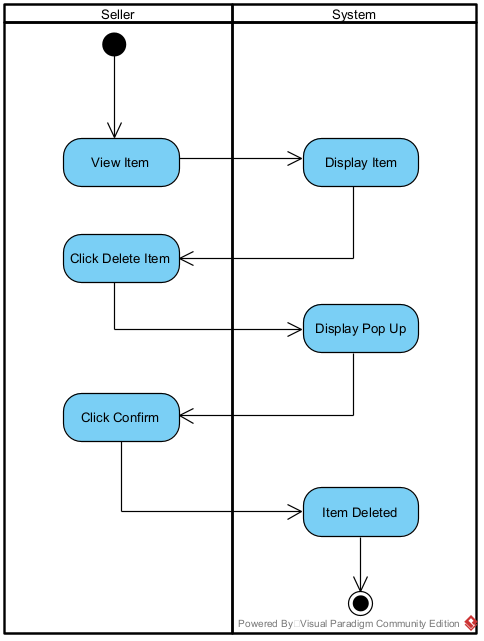 Seller
System
View Item
Display Item
Click Delete Item
Display Pop Up
Click Confirm
Item Deleted
Powered By Visual Paradigm Community Edition